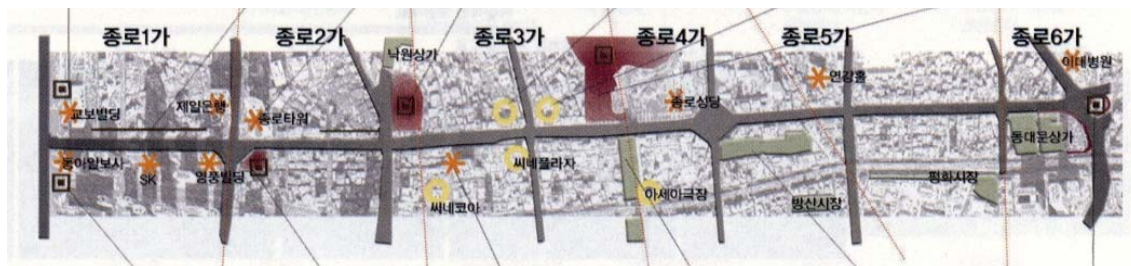 종로1가
종로2가
종로3가
종로4가
종로5가
종로6가
낙원상가
이대병원
연강홀
교보빌딩
제일은행
종로타워
종로성당
동대문상가
동아일보사
SK
영풍빌딩
씨네플라자
씨네코아
아세아극장
방산시장
평화시장